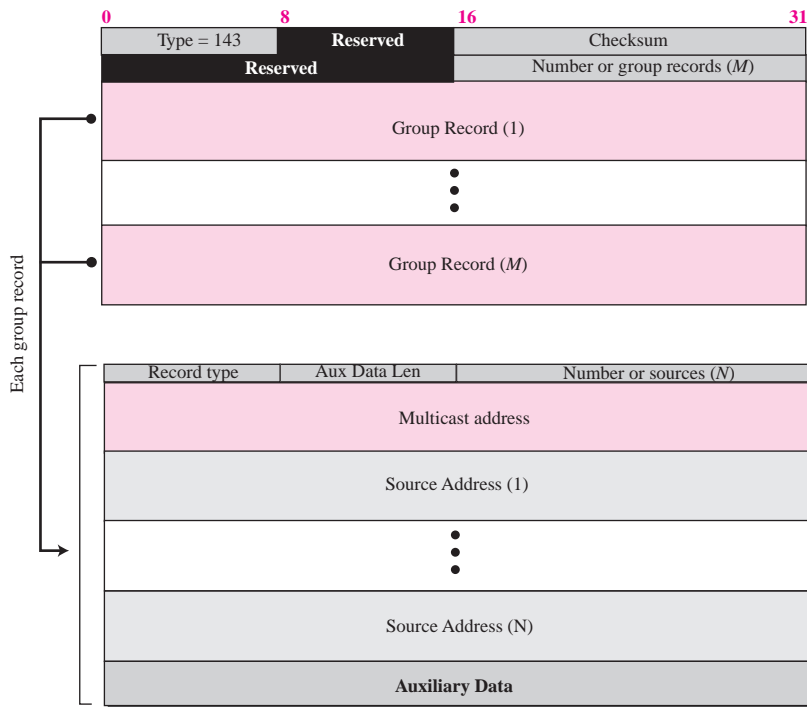 0 8 16 31
Type = 143 Reserved Checksum
Reserved Number or group records (M)
Group Record (1)
Group Record (M)
Each group record
Record type Aux Data Len Number or sources (N)
Multicast address
Source Address (1)
Source Address (N)
Auxiliary Data